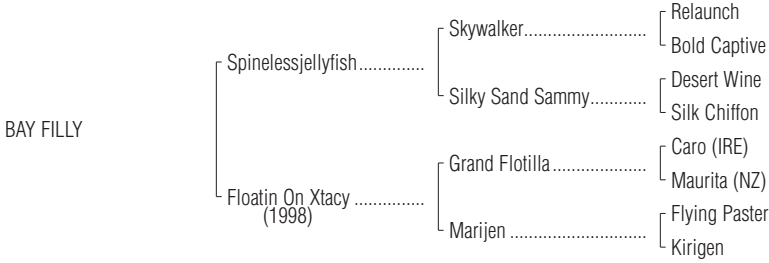 Relaunch
Skywalker
Bold Captive
Spinelessjellyfish
Desert Wine
Silky Sand Sammy
Silk Chiffon
BAY FILLY
Caro (IRE)
Grand Flotilla
Maurita (NZ)
Floatin On Xtacy
(1998)
Flying Paster
Marijen
Kirigen